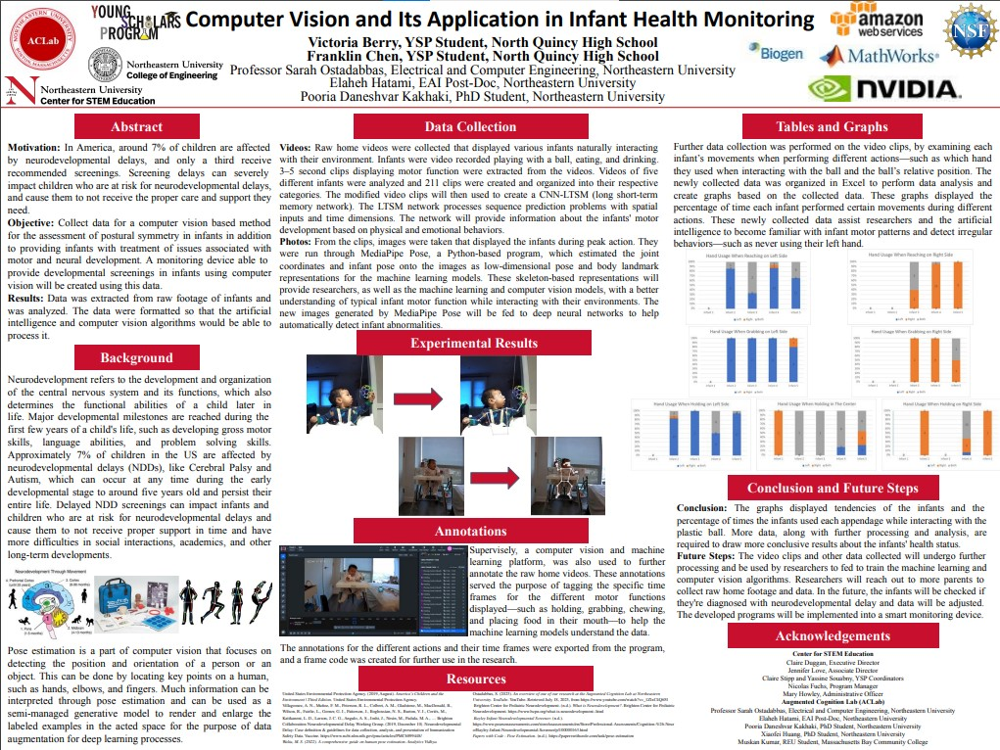 ACLab
YOUNG
SCHOLARS
PROGRAM
Northeastern University
College of Engineering
Northeastern University
Center for STEM Education
Computer Vision and Its Application in Infant Health Monitoring
Victoria Berry, YSP Student, North Quincy High School
Franklin Chen, YSP Student, North Quincy High School
Professor Sarah Ostadabbas, Electrical and Computer Engineering, Northeastern University
Elaheh Hatami, EAI Post-Doc, Northeastern University
Pooria Daneshvar Kakhaki, PhD Student, Northeastern University
amazon
webservices
Biogen
MathWorks
NSF
NVIDIA.
Abstract
Motivation: In America, around 7% of children are affected
by neurodevelopmental delays, and only a third receive
recommended screenings. Screening delays can severely
impact children who are at risk for neurodevelopmental delays,
and cause them to not receive the proper care and support they
need.
Objective: Collect data for a computer vision based method
for the assessment of postural symmetry in infants in addition
to providing infants with treatment of issues associated with
motor and neural development. A monitoring device able to
provide developmental screenings in infants using computer
vision will be created using this data.
Results: Data was extracted from raw footage of infants and
was analyzed. The data were formatted so that the artificial
intelligence and computer vision algorithms would be able to
process it.
Background
Neurodevelopment refers to the development and organization
of the central nervous system and its functions, which also
determines the functional abilities of a child later in
life. Major developmental milestones are reached during the
first few years of a child's life, such as developing gross motor
skills, language abilities, and problem solving skills.
Approximately 7% of children in the US are affected by
neurodevelopmental delays (NDDs), like Cerebral Palsy and
Autism, which can occur at any time during the early
developmental stage to around five years old and persist their
entire life. Delayed NDD screenings can impact infants and
children who are at risk for neurodevelopmental delays and
cause them to not receive proper support in time and have
more difficulties in social interactions, academics, and other
long-term developments.
Neurodevelopment Through Movement
Pose estimation is a part of computer vision that focuses on
detecting the position and orientation of a person or an
object. This can be done by locating key points on a human,
such as hands, elbows, and fingers. Much information can be
interpreted through pose estimation and can be used as a
semi-managed generative model to render and enlarge the
labeled examples in the acted space for the purpose of data
augmentation for deep learning processes.
Data Collection
Videos: Raw home videos were collected that displayed various infants naturally interacting
with their environment. Infants were video recorded playing with a ball, eating, and drinking.
3–5 second clips displaying motor function were extracted from the videos. Videos of five
different infants were analyzed and 211 clips were created and organized into their respective
categories. The modified video clips will then used to create a CNN-LTSM (long short-term
memory network). The LTSM network processes sequence prediction problems with spatial
inputs and time dimensions. The network will provide information about the infants' motor
development based on physical and emotional behaviors.
Photos: From the clips, images were taken that displayed the infants during peak action. They
were run through MediaPipe Pose, a Python-based program, which estimated the joint
coordinates and infant pose onto the images as low-dimensional pose and body landmark
representations for the machine learning models. These skeleton-based representations will
provide researchers, as well as the machine learning and computer vision models, with a better
understanding of typical infant motor function while interacting with their environments. The
new images generated by MediaPipe Pose will be fed to deep neural networks to help
automatically detect infant abnormalities.
Experimental Results
Annotations
Supervisely, a computer vision and machine
learning platform, was also used to further
annotate the raw home videos. These annotations
served the purpose of tagging the specific time
frames for the different motor functions
displayed—such as holding, grabbing, chewing,
and placing food in their mouth—to help the
machine learning models understand the data.
The annotations for the different actions and their time frames were exported from the program,
and a frame code was created for further use in the research.
Resources
Tables and Graphs
Further data collection was performed on the video clips, by examining each
infant's movements when performing different actions—such as which hand
they used when interacting with the ball and the ball's relative position. The
newly collected data was organized in Excel to perform data analysis and
create graphs based on the collected data. These graphs displayed the
percentage of time each infant performed certain movements during different
actions. These newly collected data assist researchers and the artificial
intelligence to become familiar with infant motor patterns and detect irregular
behaviors—such as never using their left hand.
Hand Usage When Reaching on Left Side
Hand Usage When Reaching on Right Side
Hand Usage When Grabbing on Left Side
Hand Usage When Grabbing on Right Side
Hand Usage When Holding on Left Side
Hand Usage When Holding in The Center
Hand Usage When Holding on Right Side
Conclusion and Future Steps
Conclusion: The graphs displayed tendencies of the infants and the
percentage of times the infants used each appendage while interacting with the
plastic ball. More data, along with further processing and analysis, are
required to draw more conclusive results about the infants' health status.
Future Steps: The video clips and other data collected will undergo further
processing and be used by researchers to fed to train the machine learning and
computer vision algorithms. Researchers will reach out to more parents to
collect raw home footage and data. In the future, the infants will be checked if
they're diagnosed with neurodevelopmental delay and data will be adjusted.
The developed programs will be implemented into a smart monitoring device.
Acknowledgements
Center for STEM Education
Claire Duggan, Executive Director
Jennifer Love, Associate Director
Claire Stipp and Yassine Souabny, YSP Coordinators
Nicolas Fuchs, Program Manager
Mary Howley, Administrative Officer
Augmented Cognition Lab (ACLab)
Professor Sarah Ostadabbas, Electrical and Computer Engineering, Northeastern University
Elaheh Hatami, EAI Post-Doc, Northeastern University
Pooria Daneshvar Kakhaki, PhD Student, Northeastern University
Xiaofei Huang, PhD Student, Northeastern University
Muskan Kumar, REU Student, Massachusetts Bay Community College